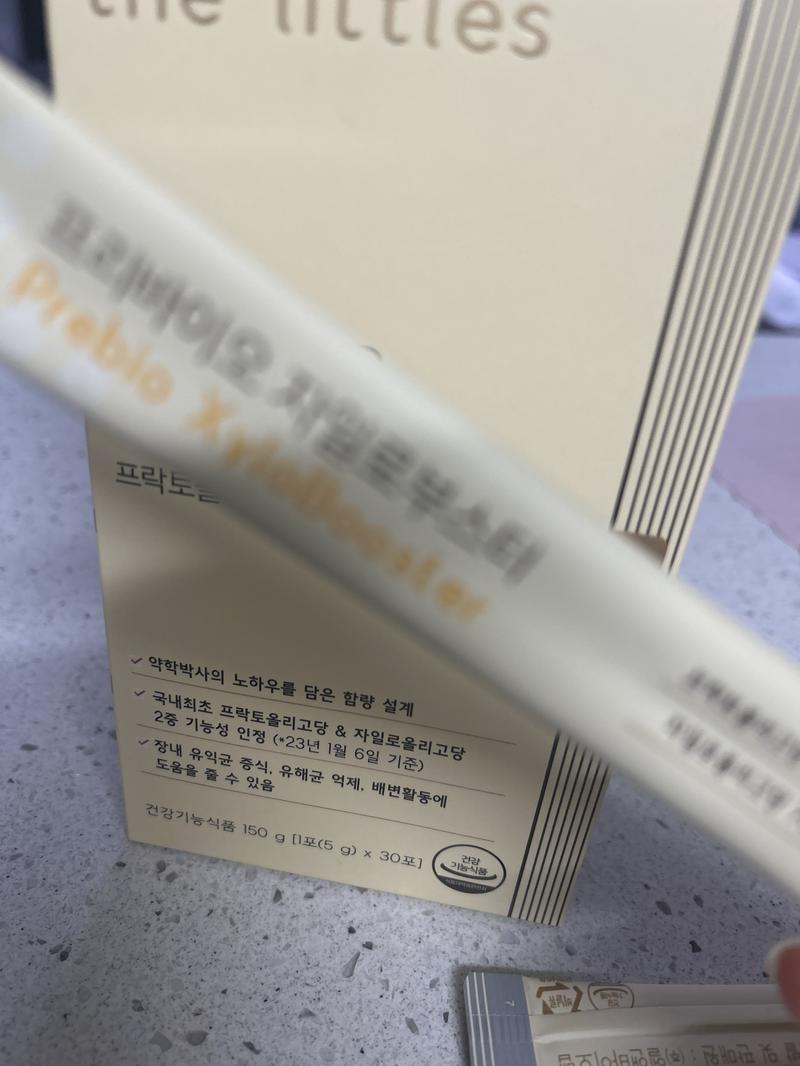 the littles
프리바이오 자일로부스터
Prebio XyloBooster
프락토올
약학박사의 노하우를 담은 함량 설계
국내최초 프락토올리고당 & 자일로올리고당
2중 기능성 인정 (*23년 1월 6일 기준)
장내 유익균 증식, 유해균 억제, 배변활동에
도움을 줄 수 있음
건강기능식품 150 g [1포(5 g) x 30포]
건강
기능식품